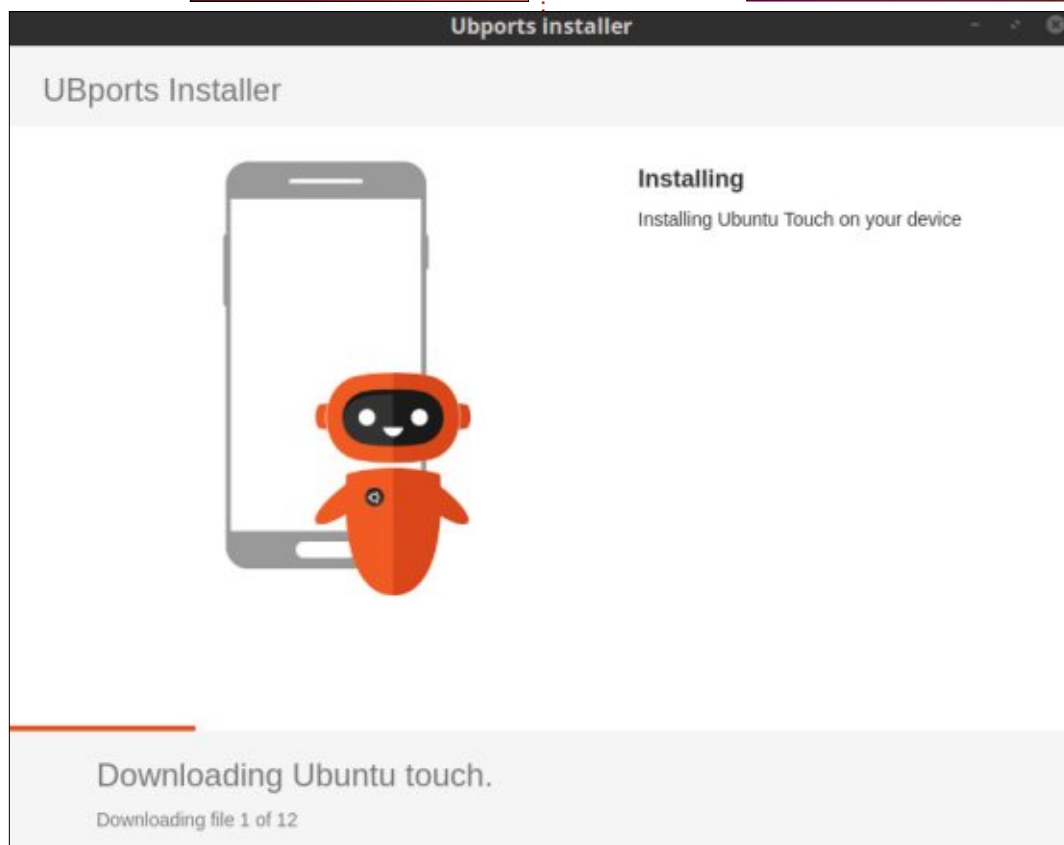 Ubports installer
UBports Installer
Installing
Installing Ubuntu Touch on your device
Downloading Ubuntu touch.
Downloading file 1 of 12